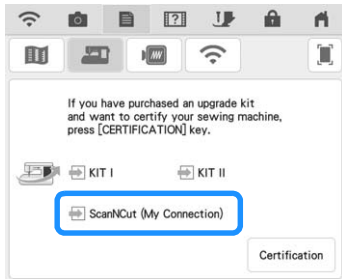 If you have purchased an upgrade kit
and want to certify your sewing machine,
press [CERTIFICATION] key.
KIT I KIT II
ScanNCut (My Connection)
Certification